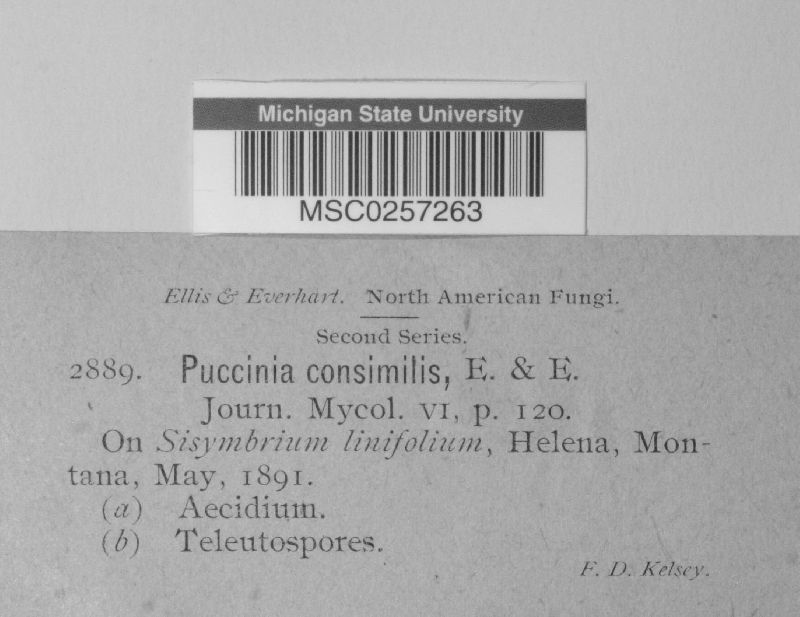 Michigan State University
MSC0257263
Ellis & Everhart. North American Fungi.
Second Series.
2889. Puccinia consimilis, E. & E.
Journ. Mycol. VI, p. 120.
On Sisymbrium linifolium, Helena, Mon-
tana, May, 1891.
(a) Aecidium.
(b) Teleutospores.
F. D. Kelsey.